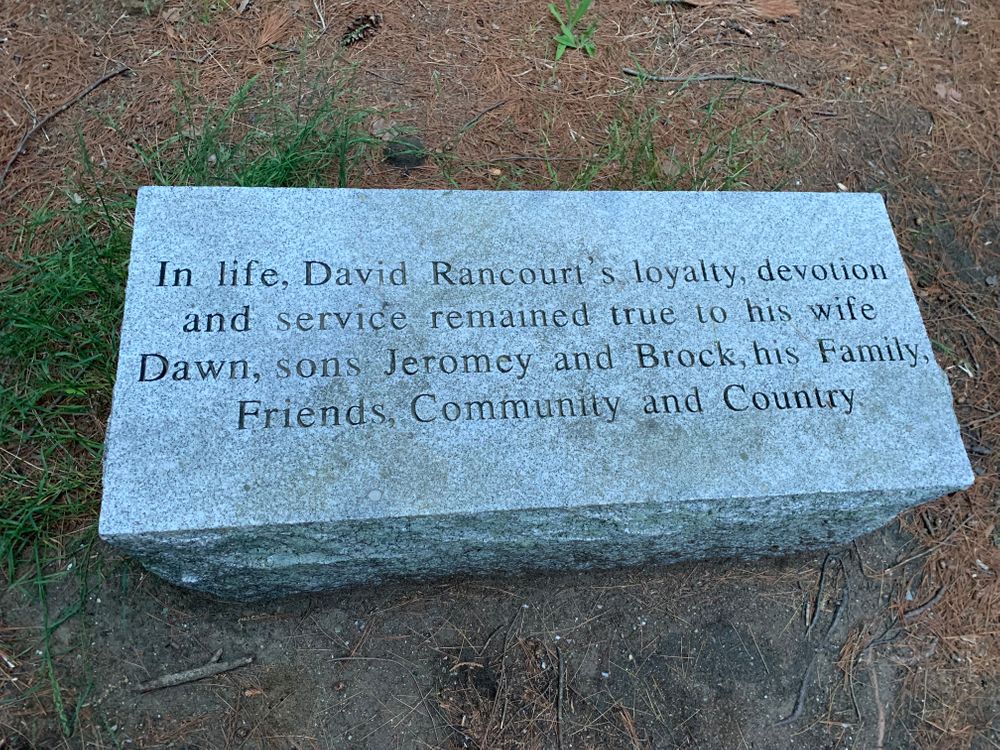 In life, David Rancourt's loyalty, devotion
and service remained true to his wife
Dawn, sons Jeromey and Brock, his Family,
Friends, Community and Country